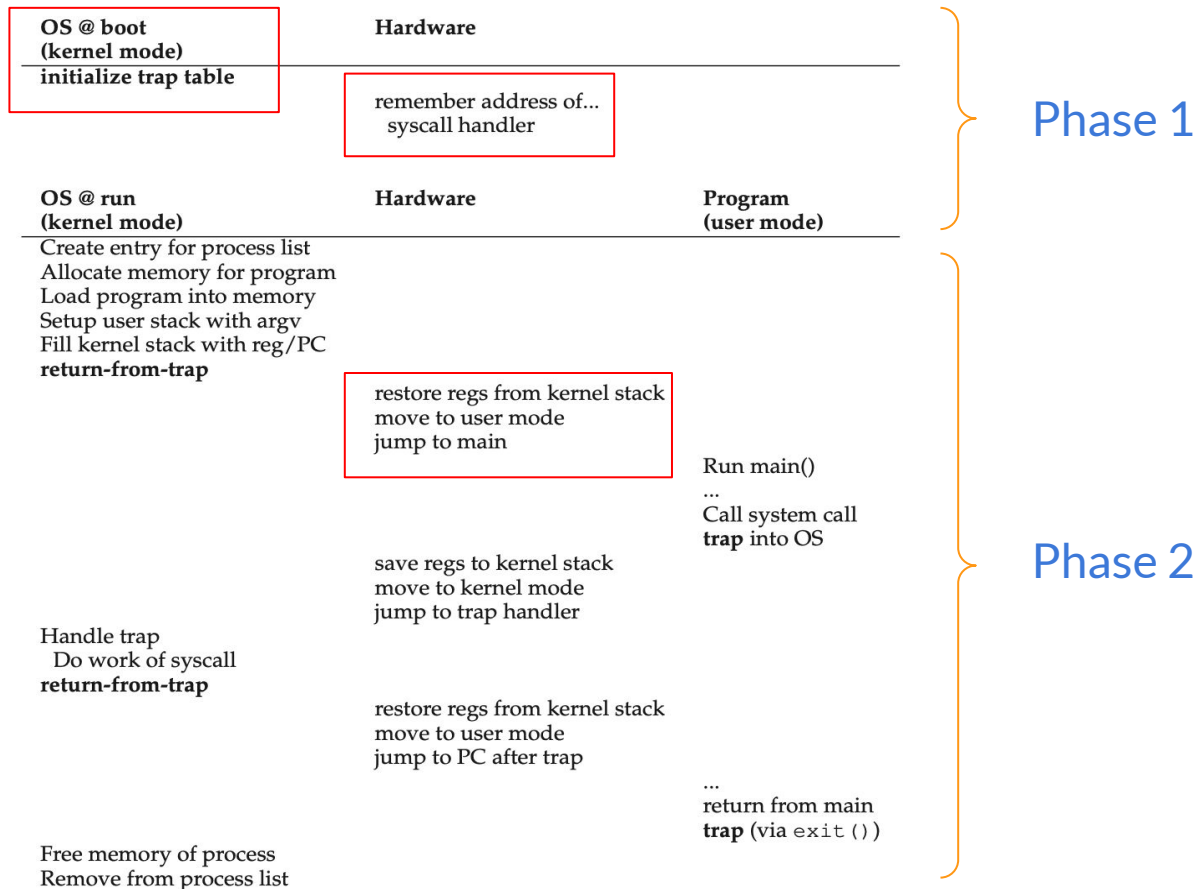 OS @ boot
(kernel mode)
Hardware
initialize trap table
remember address of...
syscall handler
Phase 1
OS @ run
(kernel mode)
Hardware
Program
(user mode)
Create entry for process list
Allocate memory for program
Load program into memory
Setup user stack with argv
Fill kernel stack with reg/PC
return-from-trap
restore regs from kernel stack
move to user mode
jump to main
Run main()
...
Call system call
trap into OS
Phase 2
save regs to kernel stack
move to kernel mode
jump to trap handler
Handle trap
Do work of syscall
return-from-trap
restore regs from kernel stack
move to user mode
jump to PC after trap
...
return from main
trap (via exit())
Free memory of process
Remove from process list